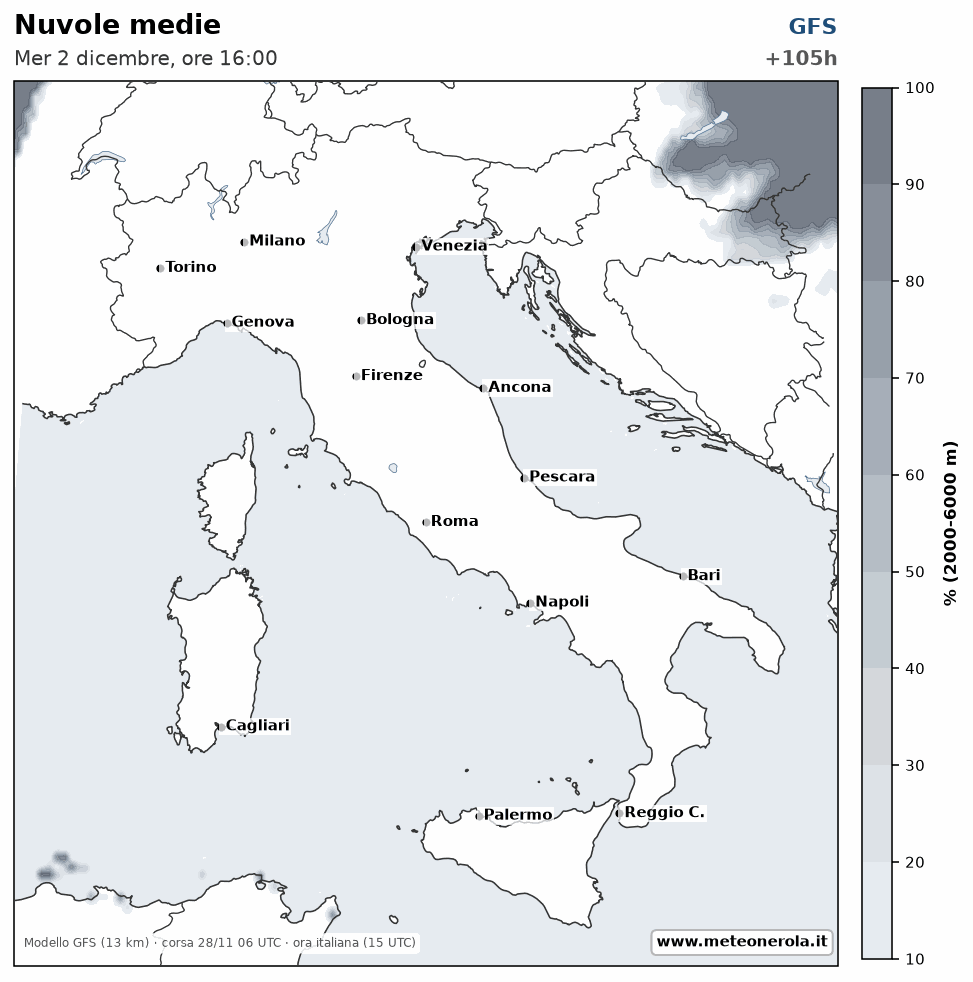 Nuvole medie
GFS
Mer 2 dicembre, ore 16:00
+105h
Milano
Venezia
Torino
Genova
Bologna
Firenze
Ancona
Pescara
Roma
Bari
Napoli
Cagliari
Palermo
Reggio C.
Modello GFS (13 km) · corsa 28/11 06 UTC · ora italiana (15 UTC)
www.meteonerola.it
100
90
80
70
60
50
40
30
20
10
% (2000-6000 m)